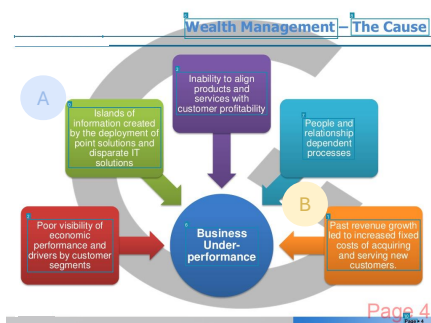 Wealth Management – The Cause
A
Inability to align
products and
services with
customer profitability
Islands of
information created
by the deployment of
point solutions and
disparate IT
solutions
People and
relationship
dependent
processes
B
Poor visibility of
economic
performance and
drivers by customer
segments
Business
Under-
performance
Past revenue growth
led to increased fixed
costs of acquiring
and serving new
customers.
Page 4
Page 4